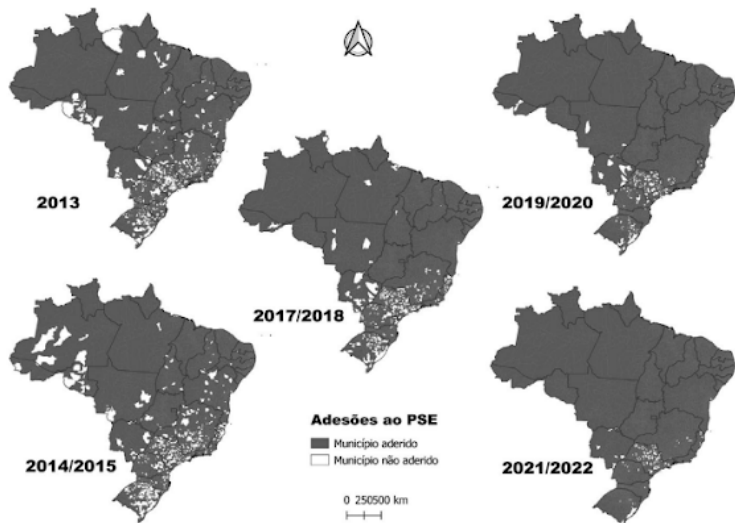 2013
2019/2020
2017/2018
2014/2015
2021/2022
Adesões ao PSE
Município aderido
Município não aderido
0 250500 km